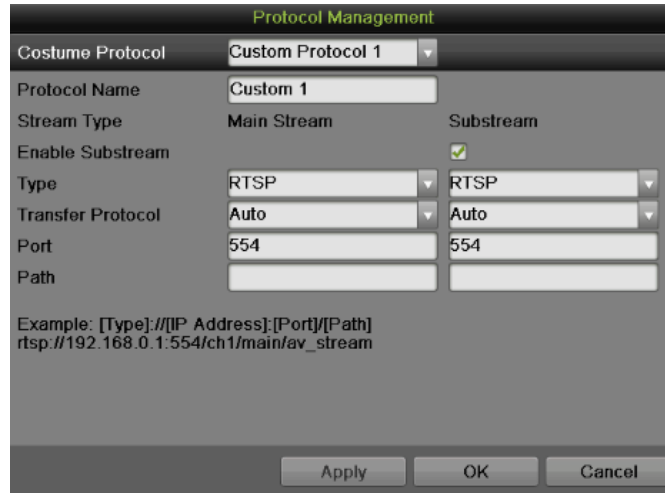 Protocol Management
Costume Protocol Custom Protocol 1
Protocol Name Custom 1
Stream Type Main Stream Substream
Enable Substream
Type RTSP RTSP
Transfer Protocol Auto Auto
Port 554 554
Path
Example: [Type]://[IP Address]:[Port]/[Path]
rtsp://192.168.0.1:554/ch1/main/av_stream
Apply OK Cancel